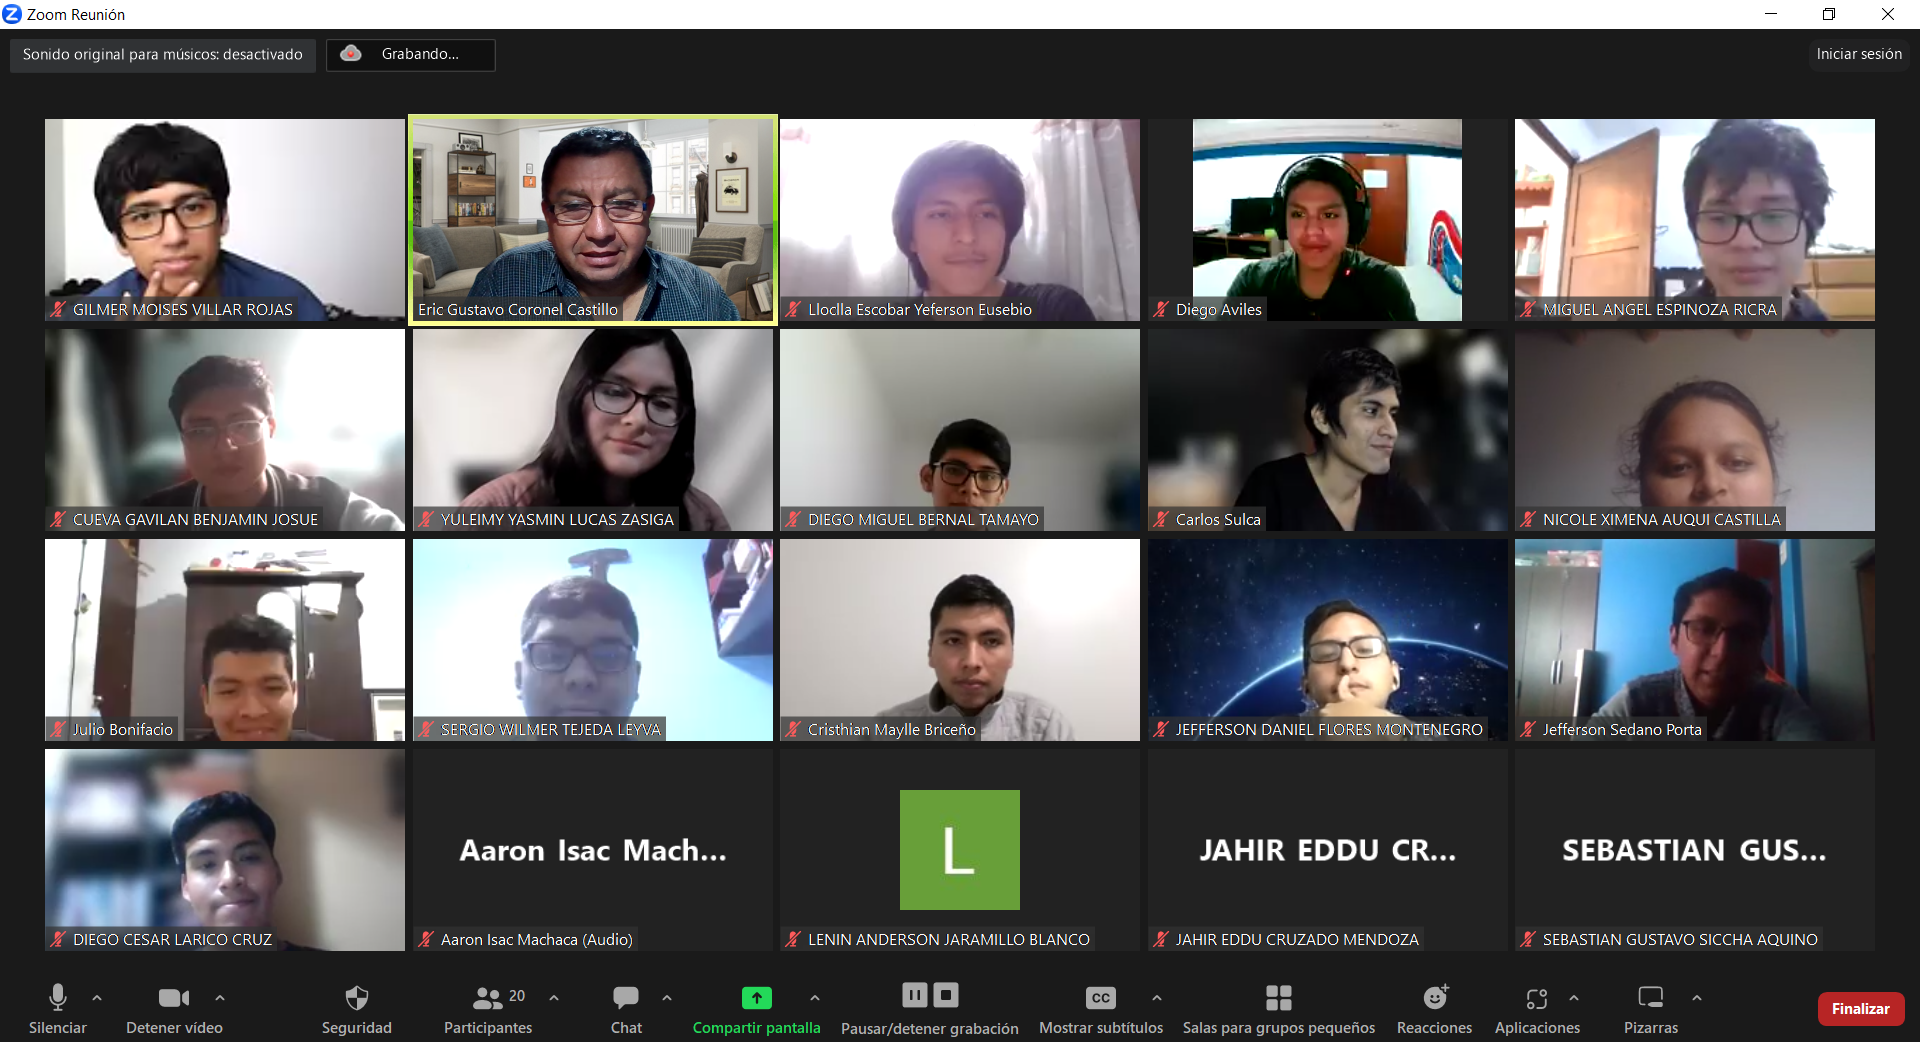 Zoom Reunión
Sonido original para músicos: desactivado
Grabando...
Iniciar sesión
GILMER MOISES VILLAR ROJAS
Eric Gustavo Coronel Castillo
Lloclla Escobar Yeferson Eusebio
Diego Aviles
MIGUEL ANGEL ESPINOZA RICRA
CUEVA GAVILAN BENJAMIN JOSUE
YULEIMY YASMIN LUCAS ZASIGA
DIEGO MIGUEL BERNAL TAMAYO
Carlos Sulca
NICOLE XIMENA AUQUI CASTILLA
Julio Bonifacio
SERGIO WILMER TEJEDA LEYVA
Cristhian Maylle Briceño
JEFFERSON DANIEL FLORES MONTENEGRO
Jefferson Sedano Porta
DIEGO CESAR LARICO CRUZ
Aaron Isac Mach...
Aaron Isac Machaca (Audio)
L
LENIN ANDERSON JARAMILLO BLANCO
JAHIR EDDU CR...
JAHIR EDDU CRUZADO MENDOZA
SEBASTIAN GUS...
SEBASTIAN GUSTAVO SICCHA AQUINO
Silenciar
Detener vídeo
Seguridad
20
Participantes
Chat
Compartir pantalla
Pausar/detener grabación
CC
Mostrar subtítulos
Salas para grupos pequeños
Reacciones
Aplicaciones
Pizarras
Finalizar